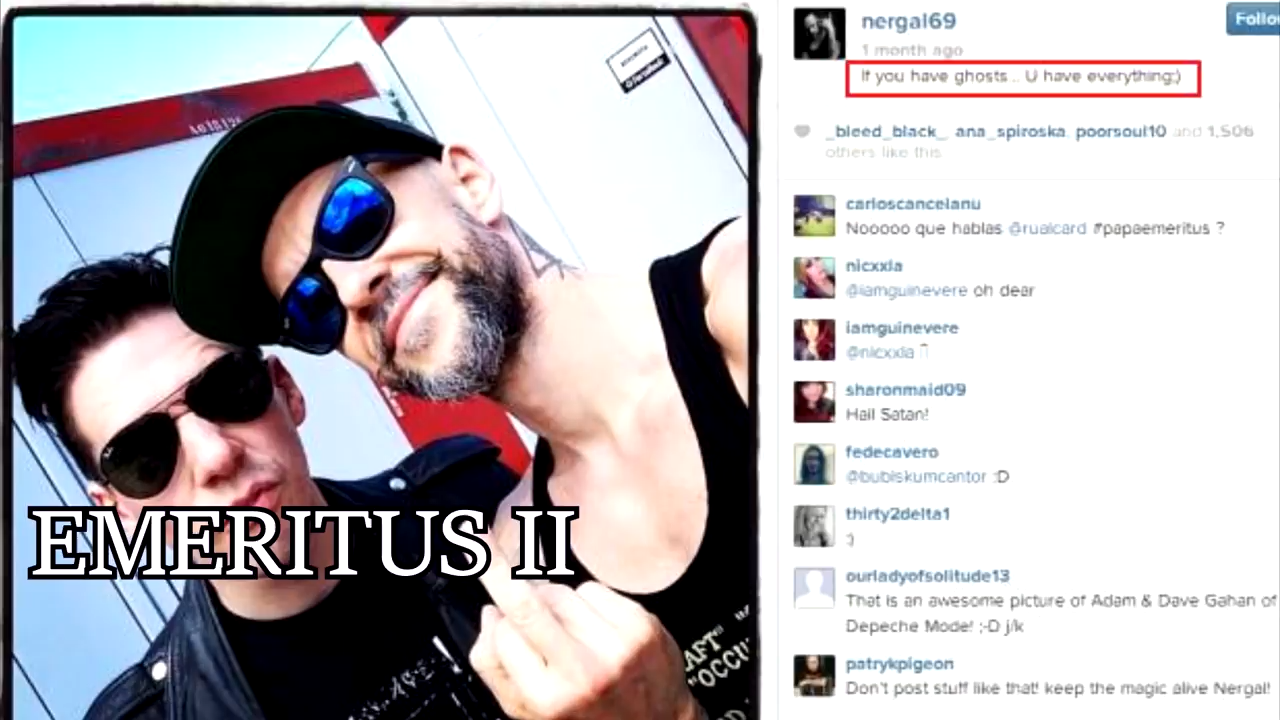 nergal69
Follo
1 month ago
If you have ghosts .. U have everything:)
_bleed_black_, ana_spiroska, poorsoul10 and 1,506
others like this.
carloscancelanu
Nooooo que hablas @rualcard #papaemeritus ?
nicxxla
@iamguinevere oh dear
iamguinevere
@nicxxla
sharonmaid09
Hail Satan!
fedecavero
@bubiskumcantor :D
thirty2delta1
:)
ourladyofsolitude13
That is an awesome picture of Adam & Dave Gahan of
Depeche Mode! ;-D j/k
patrykpigeon
Don't post stuff like that! keep the magic alive Nergal!
EMERITUS II
AFT"
"OCCU